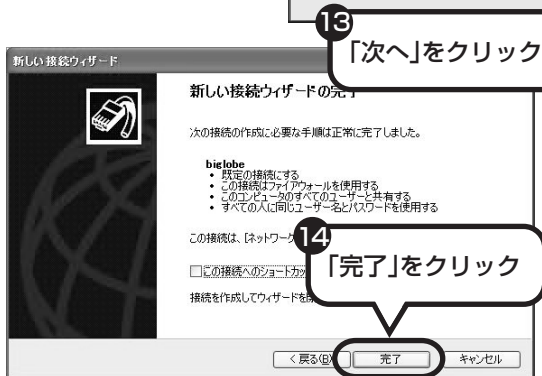 13
「次へ」をクリック
新しい接続ウィザード
新しい接続ウィザードの完了
次の接続の作成に必要な手順は正常に完了しました。
biglobe
• 既定の接続にする
• この接続はファイアウォールを使用する
• このコンピュータのすべてのユーザーと共有する
• すべての人に同じユーザー名とパスワードを使用する
この接続は、[ネットワーク
14
「完了」をクリック
この接続へのショートカッ
接続を作成してウィザードを
< 戻る(B)
完了
キャンセル